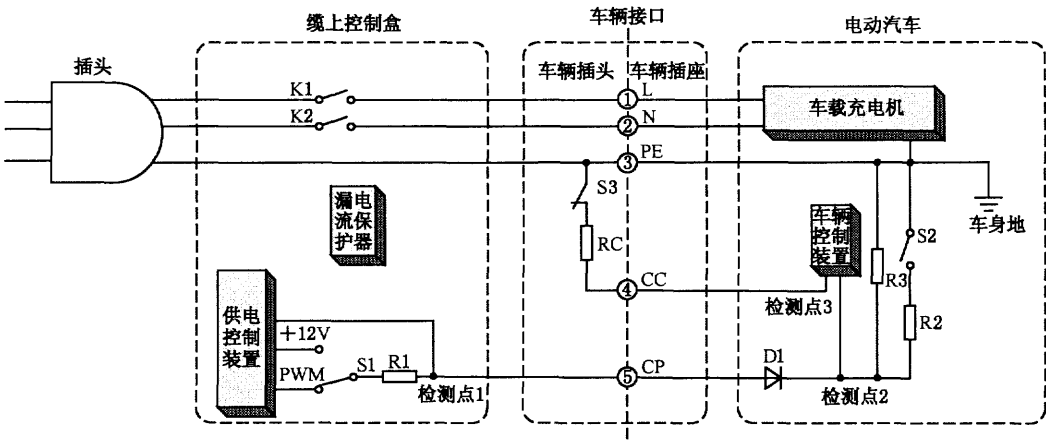 缆上控制盒
车辆接口
电动汽车
插头
车辆插头
车辆插座
K1
K2
① L
② N
③ PE
车载充电机
S3
RC
漏电
流保
护器
车辆
控制
装置
S2
R3
R2
车身地
④ CC
检测点3
供电
控制
装置
+12V
PWM
S1
R1
检测点1
⑤ CP
D1
检测点2